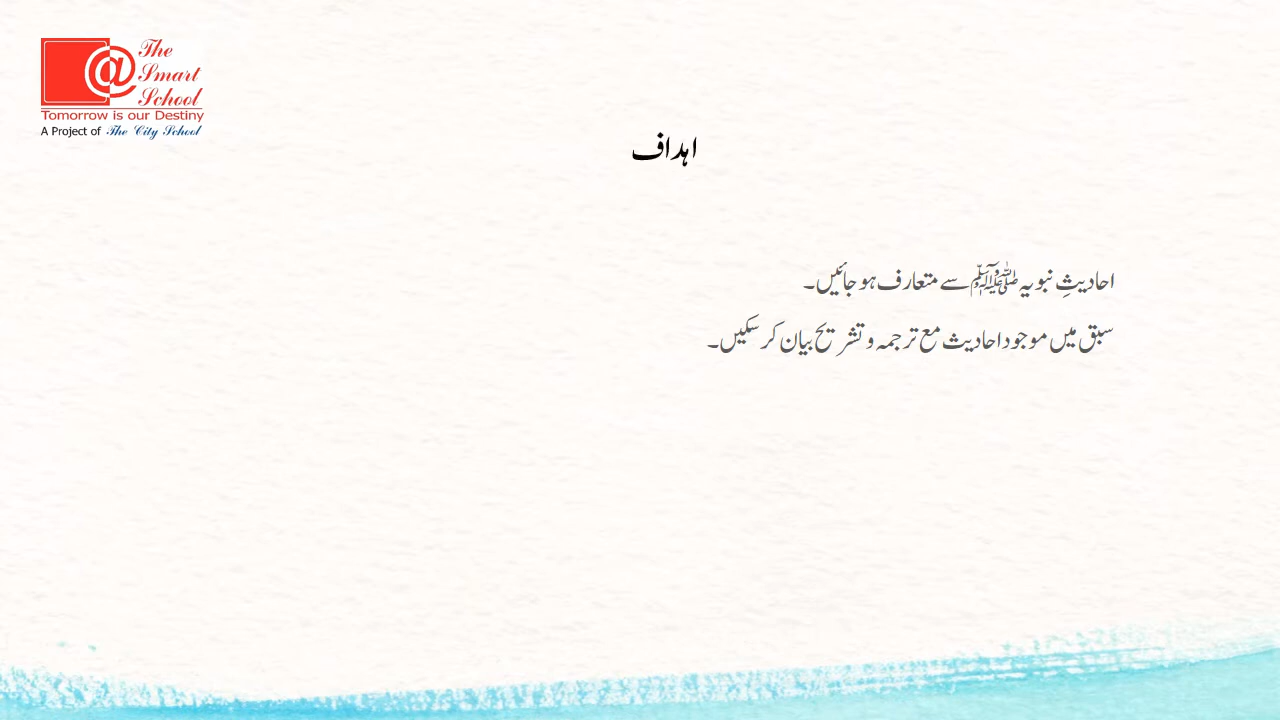 The
Smart
School
@
Tomorrow is our Destiny
A Project of The City School
اہداف
احادیثِ نبویہ ﷺ سے متعارف ہو جائیں۔
سبق میں موجود احادیث مع ترجمہ و تشریح بیان کر سکیں۔